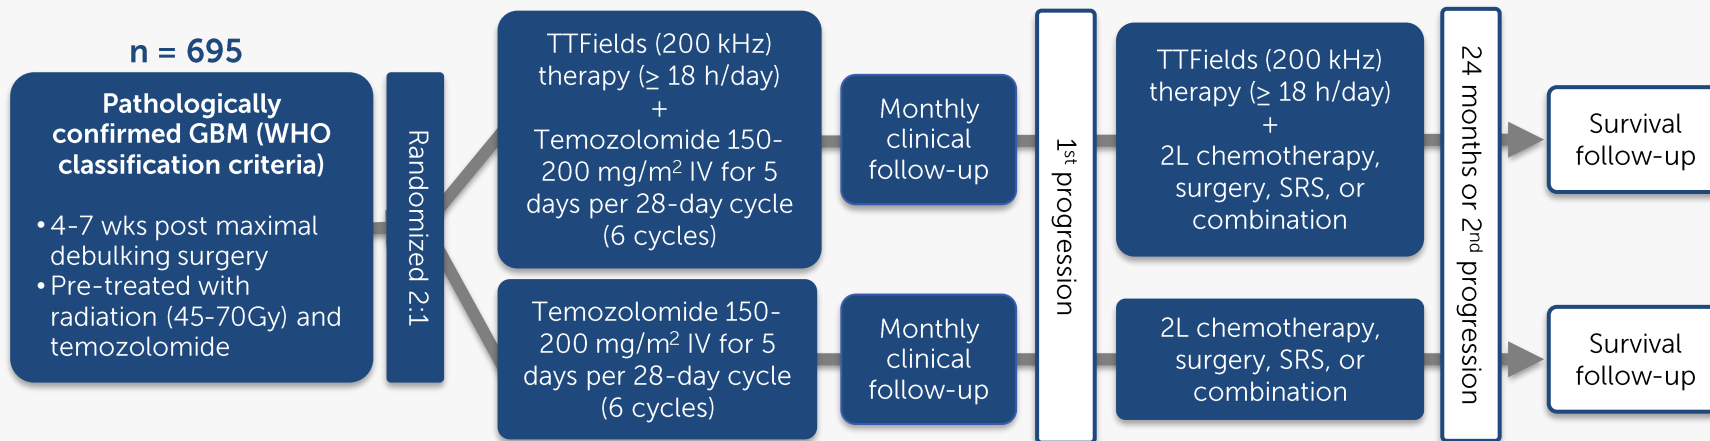 n = 695
Pathologically
confirmed GBM (WHO
classification criteria)
• 4-7 wks post maximal
debulking surgery
• Pre-treated with
radiation (45-70Gy) and
temozolomide
Randomized 2:1
TTFields (200 kHz)
therapy (≥ 18 h/day)
+
Temozolomide 150-
200 mg/m² IV for 5
days per 28-day cycle
(6 cycles)
Monthly
clinical
follow-up
Temozolomide 150-
200 mg/m² IV for 5
days per 28-day cycle
(6 cycles)
Monthly
clinical
follow-up
1st progression
TTFields (200 kHz)
therapy (≥ 18 h/day)
+
2L chemotherapy,
surgery, SRS, or
combination
2L chemotherapy,
surgery, SRS, or
combination
24 months or 2nd progression
Survival
follow-up
Survival
follow-up